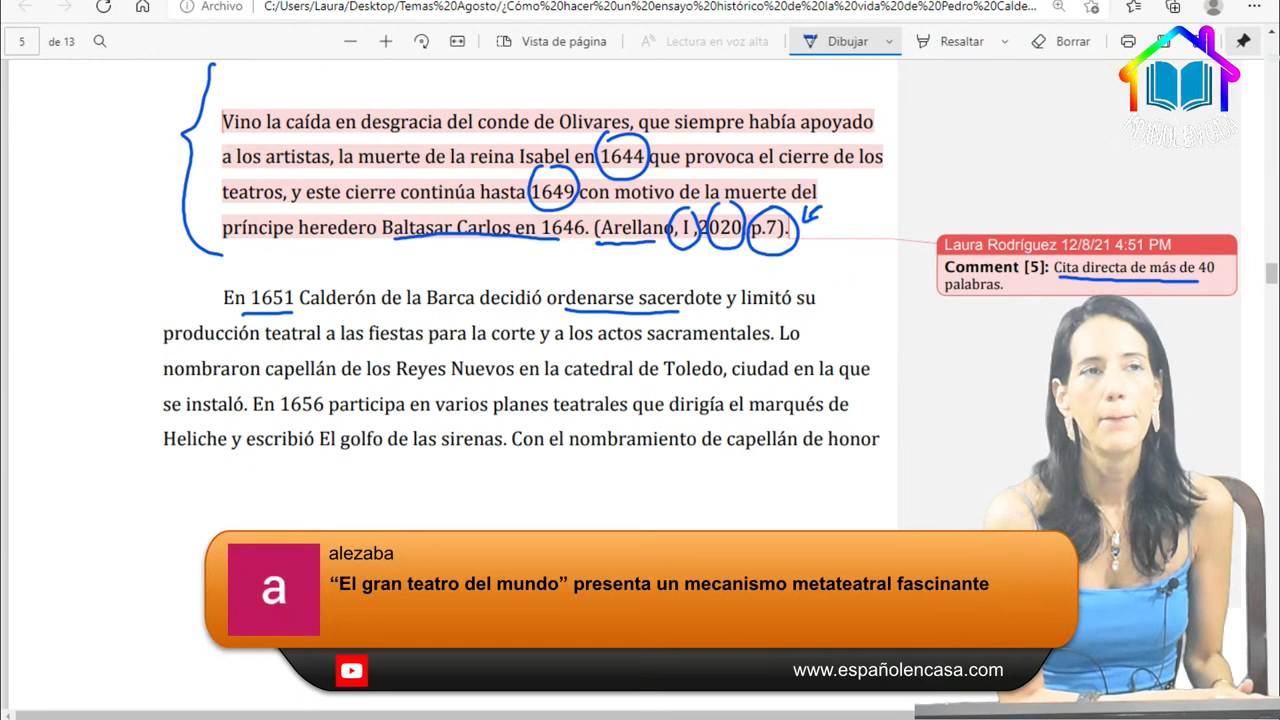 Archivo
C:/Users/Laura/Desktop/Temas%20Agosto/¿Cómo%20hacer%20un%20ensayo%20histórico%20de%20la%20vida%20de%20Pedro%20Calde...
5 de 13
Vista de página
Lectura en voz alta
Dibujar
Resaltar
Borrar
ESPAÑOL EN CASA
Vino la caída en desgracia del conde de Olivares, que siempre había apoyado
a los artistas, la muerte de la reina Isabel en 1644 que provoca el cierre de los
teatros, y este cierre continúa hasta 1649 con motivo de la muerte del
príncipe heredero Baltasar Carlos en 1646. (Arellano, I ,2020, p.7).
Laura Rodríguez 12/8/21 4:51 PM
Comment [5]: Cita directa de más de 40
palabras.
En 1651 Calderón de la Barca decidió ordenarse sacerdote y limitó su
producción teatral a las fiestas para la corte y a los actos sacramentales. Lo
nombraron capellán de los Reyes Nuevos en la catedral de Toledo, ciudad en la que
se instaló. En 1656 participa en varios planes teatrales que dirigía el marqués de
Heliche y escribió El golfo de las sirenas. Con el nombramiento de capellán de honor
a
alezaba
“El gran teatro del mundo” presenta un mecanismo metateatral fascinante
www.españolencasa.com